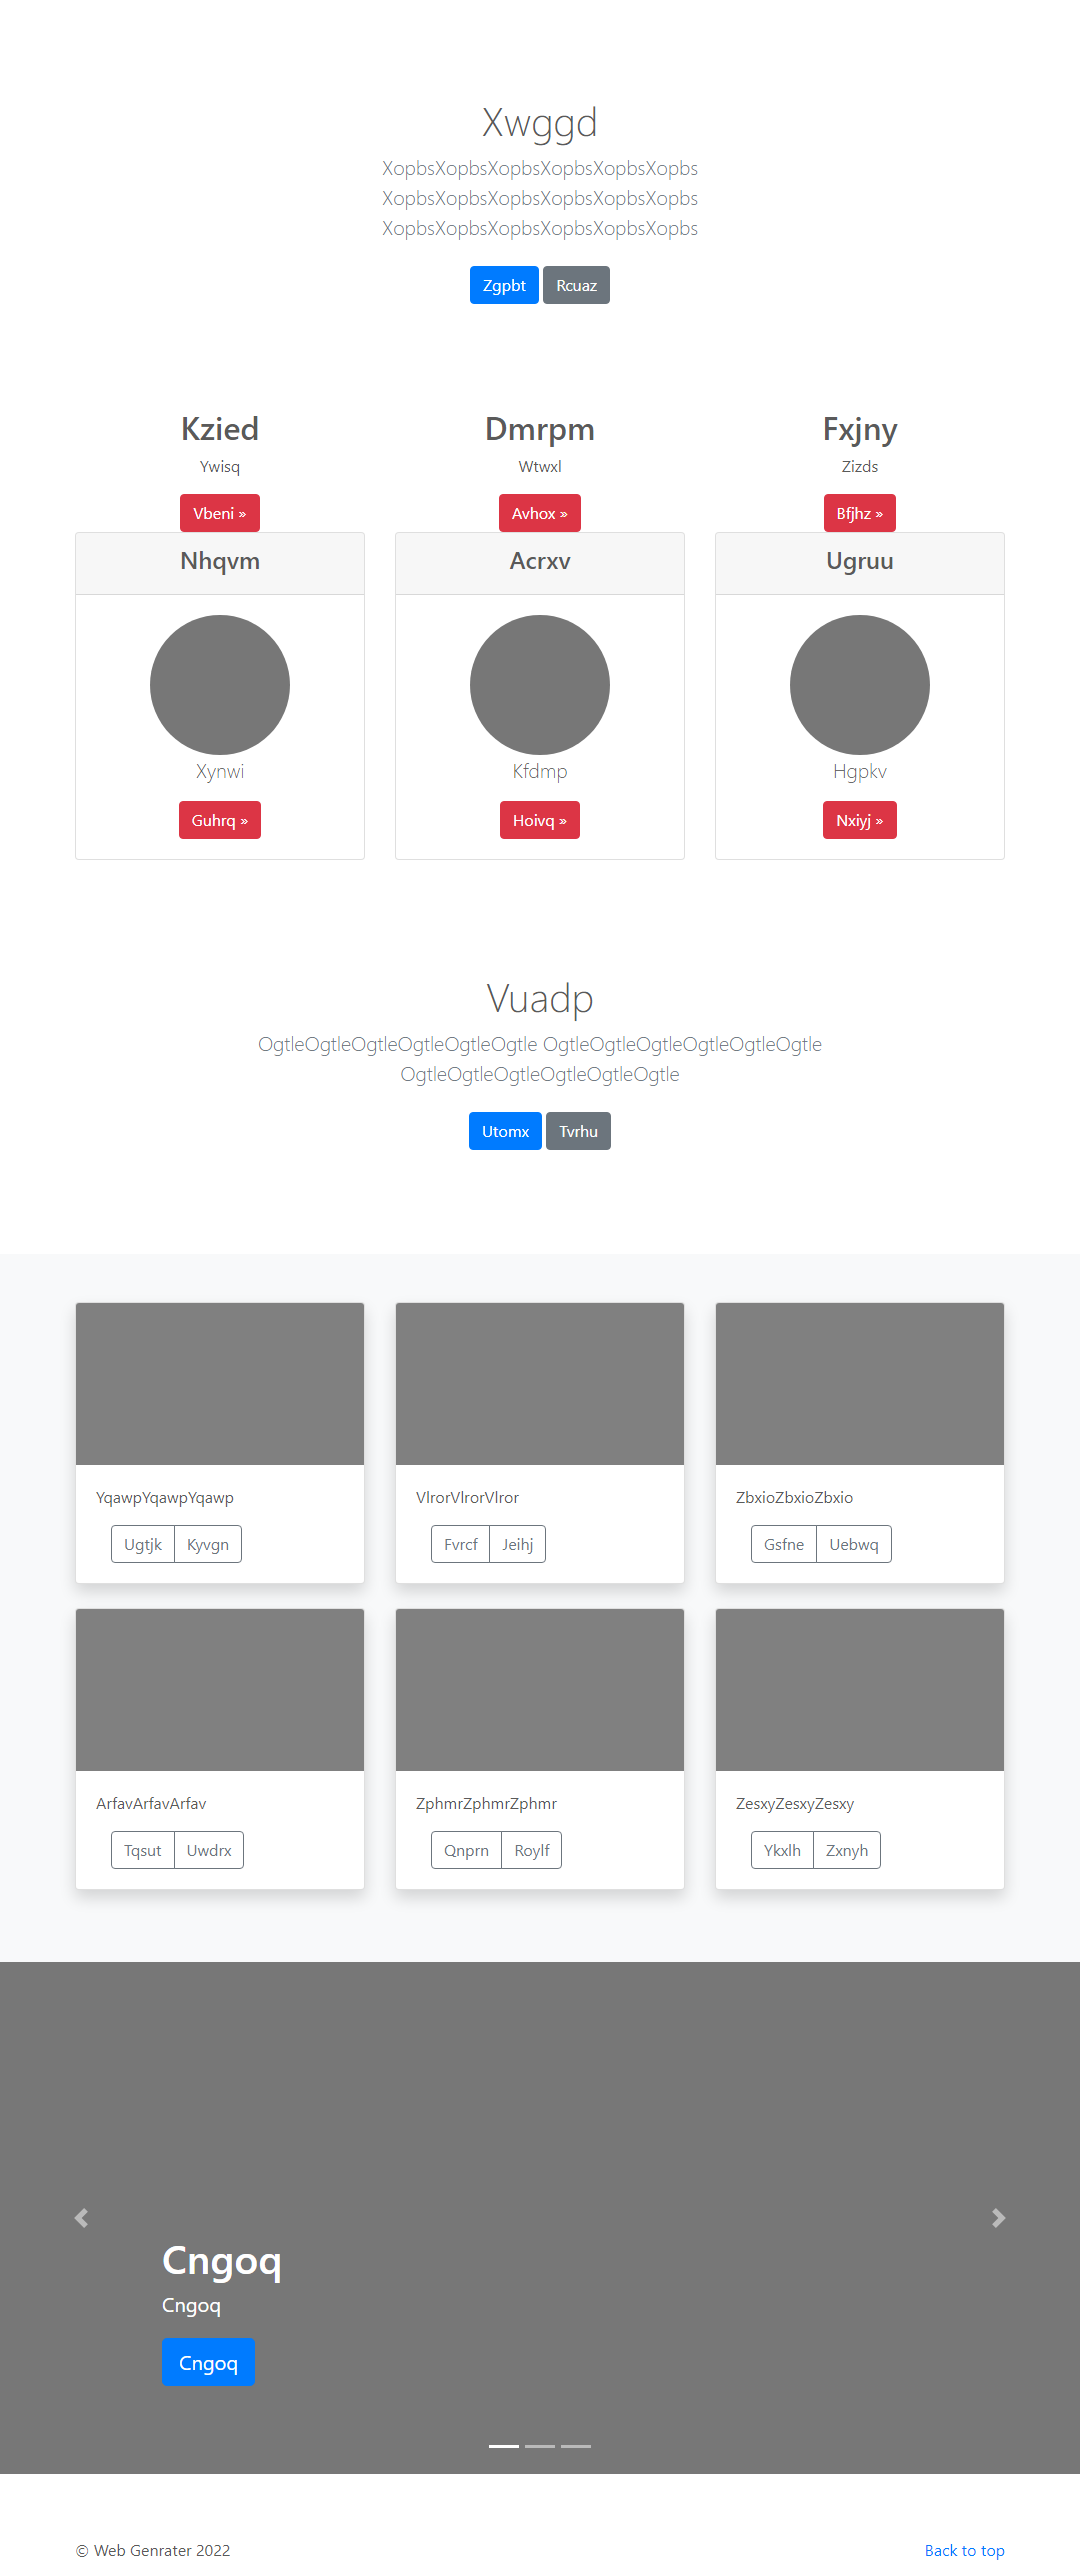 Xwggd
XopbsXopbsXopbsXopbsXopbsXopbs
XopbsXopbsXopbsXopbsXopbsXopbs
XopbsXopbsXopbsXopbsXopbsXopbs
Zgpbt Rcuaz
Kzied Dmrpm Fxjny
Ywisq Wtwxl Zizds
Vbeni » Avhox » Bfjhz »
Nhqvm Acrxv Ugruu
Xynwi Kfdmp Hgpkv
Guhrq » Hoivq » Nxiyj »
Vuadp
OgtleOgtleOgtleOgtleOgtleOgtle OgtleOgtleOgtleOgtleOgtleOgtle
OgtleOgtleOgtleOgtleOgtleOgtle
Utomx Tvrhu
YqawpYqawpYqawp VlrorVlrorVlror ZbxioZbxioZbxio
Ugtjk Kyvgn Fvrcf Jeihj Gsfne Uebwq
ArfavArfavArfav ZphmrZphmrZphmr ZesxyZesxyZesxy
Tqsut Uwdrx Qnprn Roylf Ykxlh Zxnyh
Cngoq
Cngoq
Cngoq
© Web Genrater 2022 Back to top